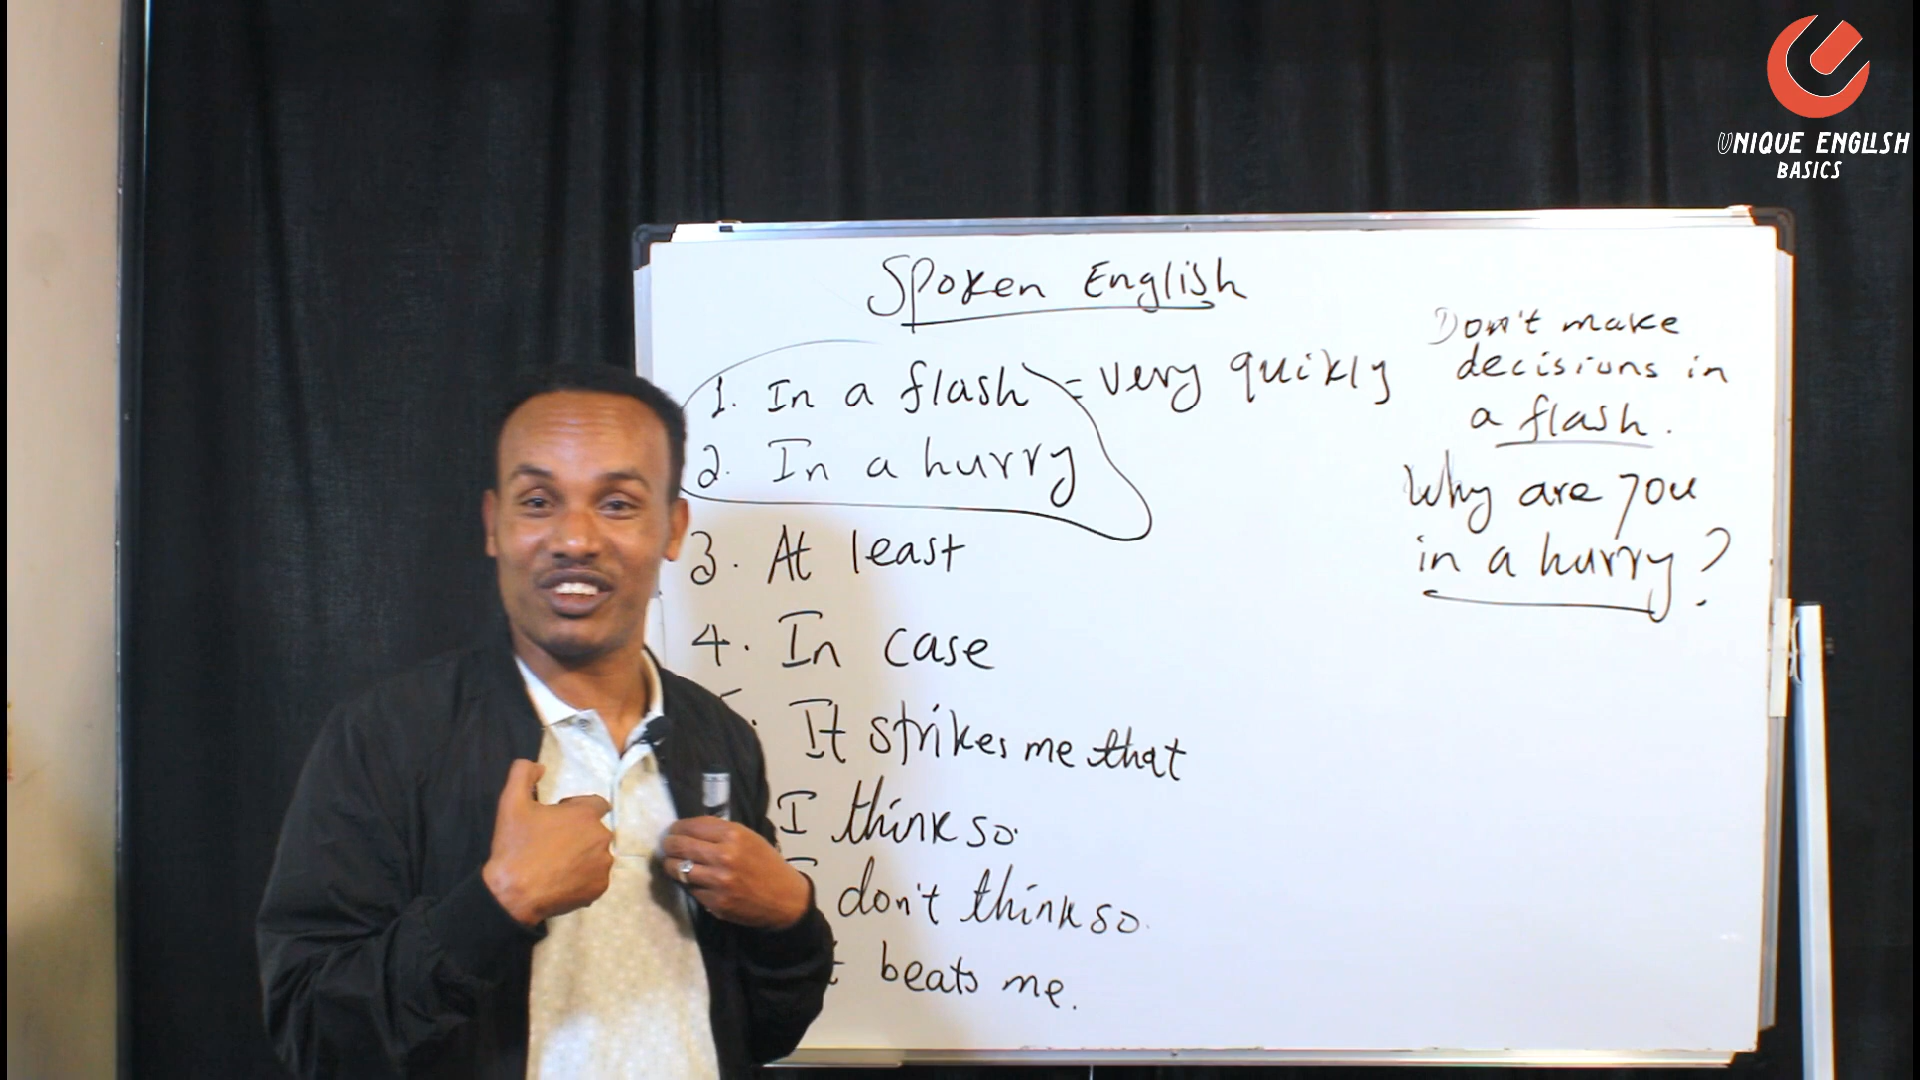 UNIQUE ENGLISH
BASICS
Spoken English
1. In a flash = very quickly
2. In a hurry
3. At least
4. In case
It strikes me that
I think so.
I don't think so.
beats me.
Don't make
decisions in
a flash.
Why are you
in a hurry?